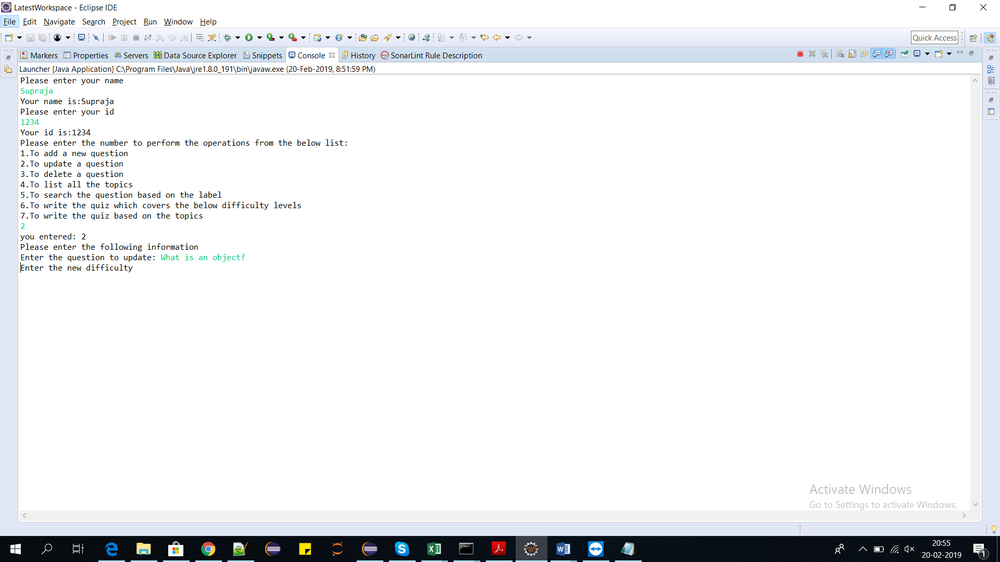 LatestWorkspace - Eclipse IDE
File Edit Navigate Search Project Run Window Help
Quick Access
Markers Properties Servers Data Source Explorer Snippets Console History SonarLint Rule Description
Launcher [Java Application] C:\Program Files\Java\jre1.8.0_191\bin\javaw.exe (20-Feb-2019, 8:51:59 PM)
Please enter your name
Supraja
Your name is:Supraja
Please enter your id
1234
Your id is:1234
Please enter the number to perform the operations from the below list:
1.To add a new question
2.To update a question
3.To delete a question
4.To list all the topics
5.To search the question based on the label
6.To write the quiz which covers the below difficulty levels
7.To write the quiz based on the topics
2
you entered: 2
Please enter the following information
Enter the question to update: What is an object?
Enter the new difficulty
Activate Windows
Go to Settings to activate Windows.
20:55
20-02-2019
1